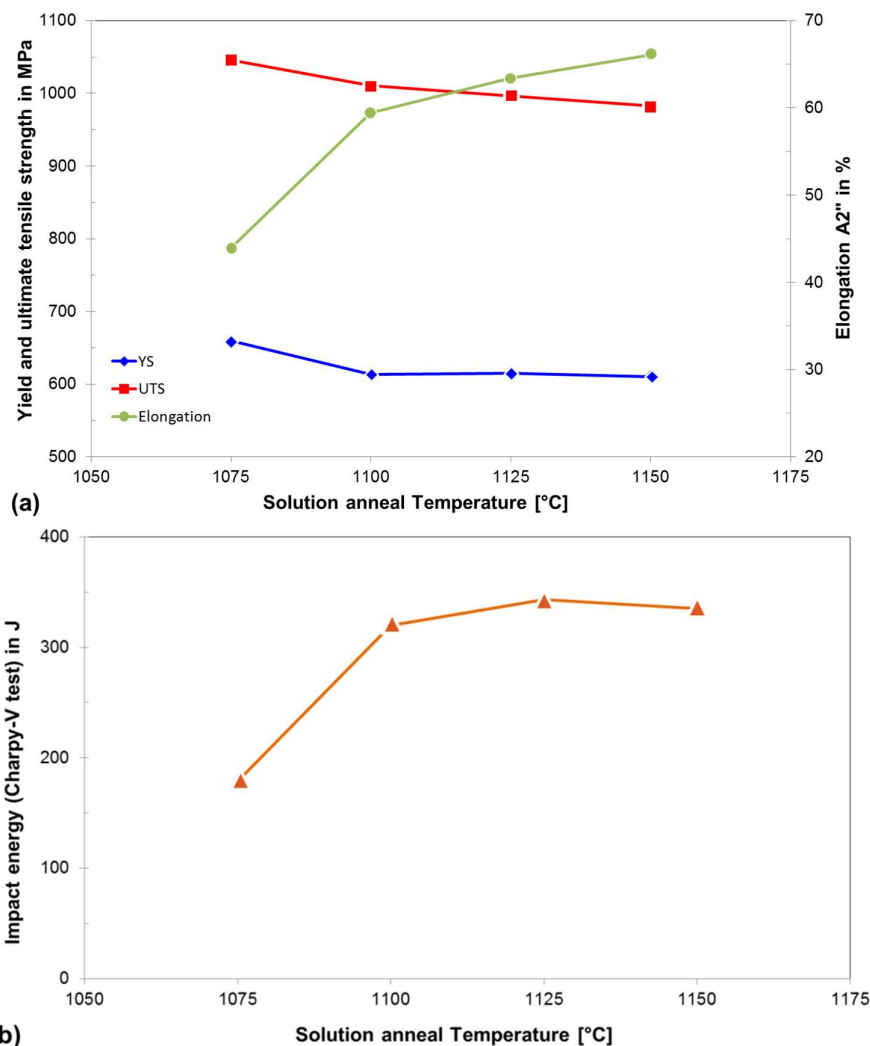 1100
1050
1000
900
800
700
600
500
Yield and ultimate tensile strength in MPa
70
60
50
40
30
20
Elongation A2" in %
YS
UTS
Elongation
1050 1075 1100 1125 1150 1175
Solution anneal Temperature [°C]
(a)
400
300
200
100
0
Impact energy (Charpy-V test) in J
1050 1075 1100 1125 1150 1175
Solution anneal Temperature [°C]
b)